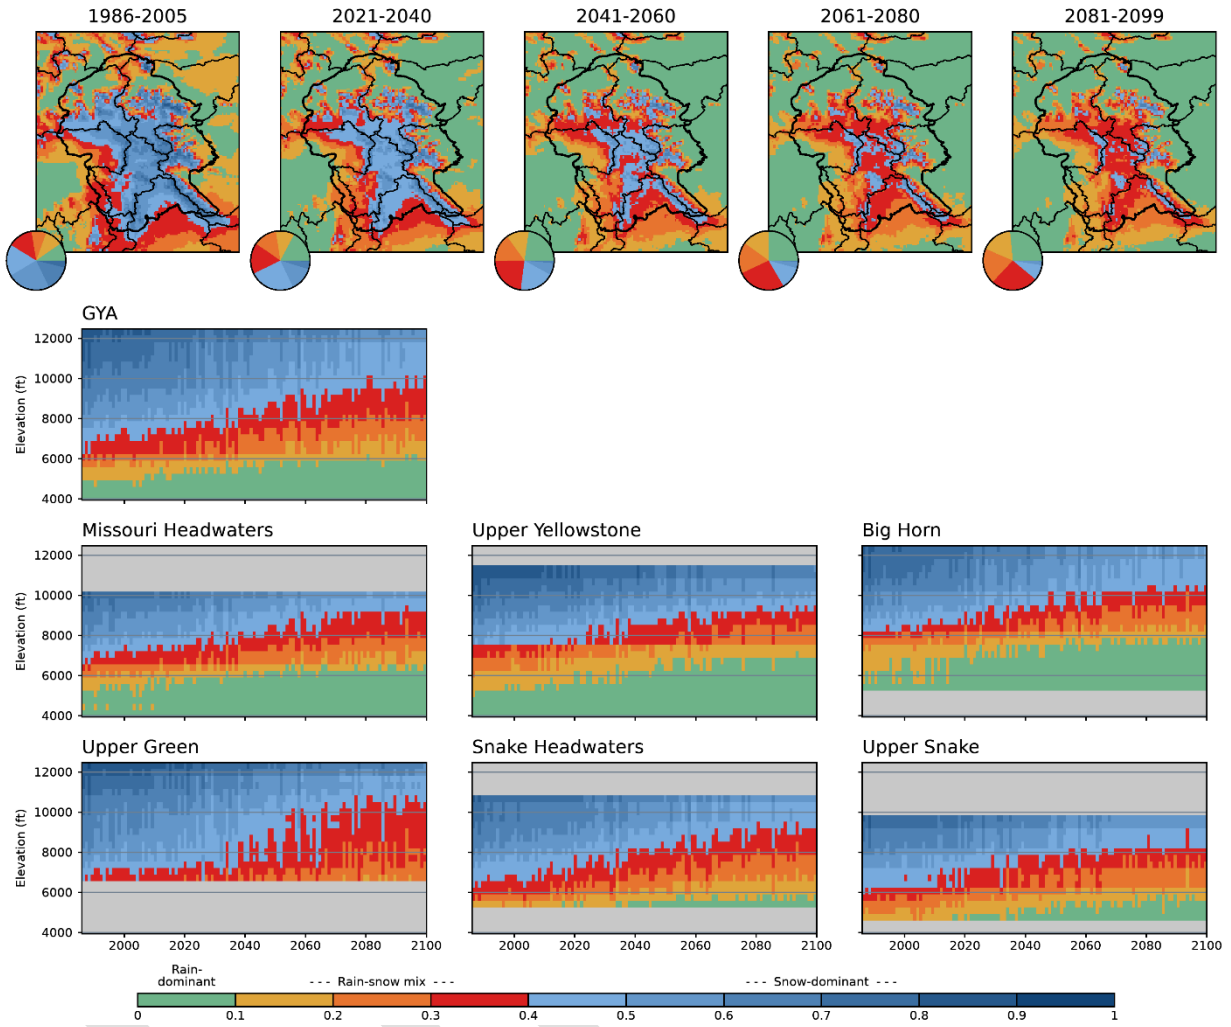 1986-2005 2021-2040 2041-2060 2061-2080 2081-2099
GYA
12000
10000
8000
6000
4000
Elevation (ft)
Missouri Headwaters Upper Yellowstone Big Horn
12000
10000
8000
6000
4000
Elevation (ft)
Upper Green Snake Headwaters Upper Snake
12000
10000
8000
6000
4000
Elevation (ft)
2000 2020 2040 2060 2080 2100 2000 2020 2040 2060 2080 2100 2000 2020 2040 2060 2080 2100
Rain-
dominant --- Rain-snow mix --- --- Snow-dominant ---
0 0.1 0.2 0.3 0.4 0.5 0.6 0.7 0.8 0.9 1